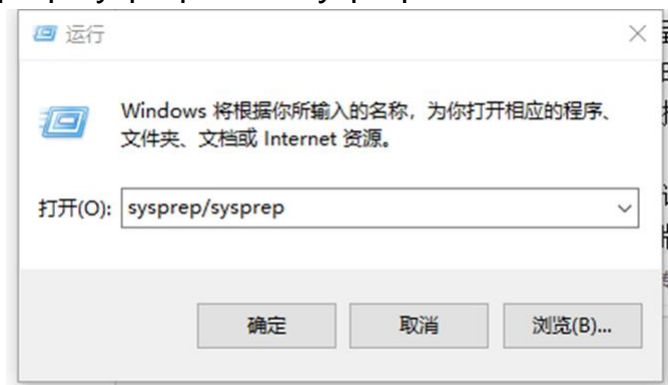 运行
Windows 将根据你所输入的名称，为你打开相应的程序、
文件夹、文档或 Internet 资源。
打开(O):
sysprep/sysprep
确定
取消
浏览(B)...